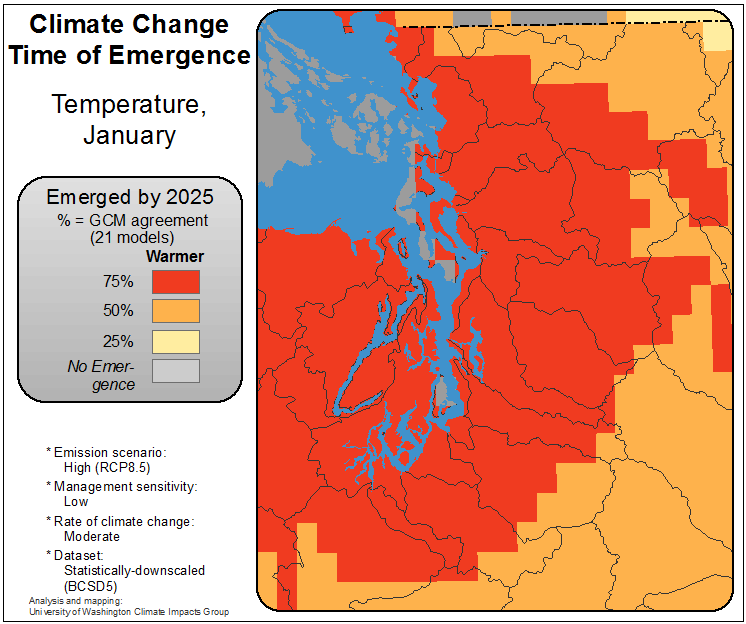 Climate Change
Time of Emergence
Temperature,
January
Emerged by 2025
% = GCM agreement
(21 models)
Warmer
75%
50%
25%
No Emer-
gence
* Emission scenario:
High (RCP8.5)
* Management sensitivity:
Low
* Rate of climate change:
Moderate
* Dataset:
Statistically-downscaled
(BCSD5)
Analysis and mapping:
University of Washington Climate Impacts Group